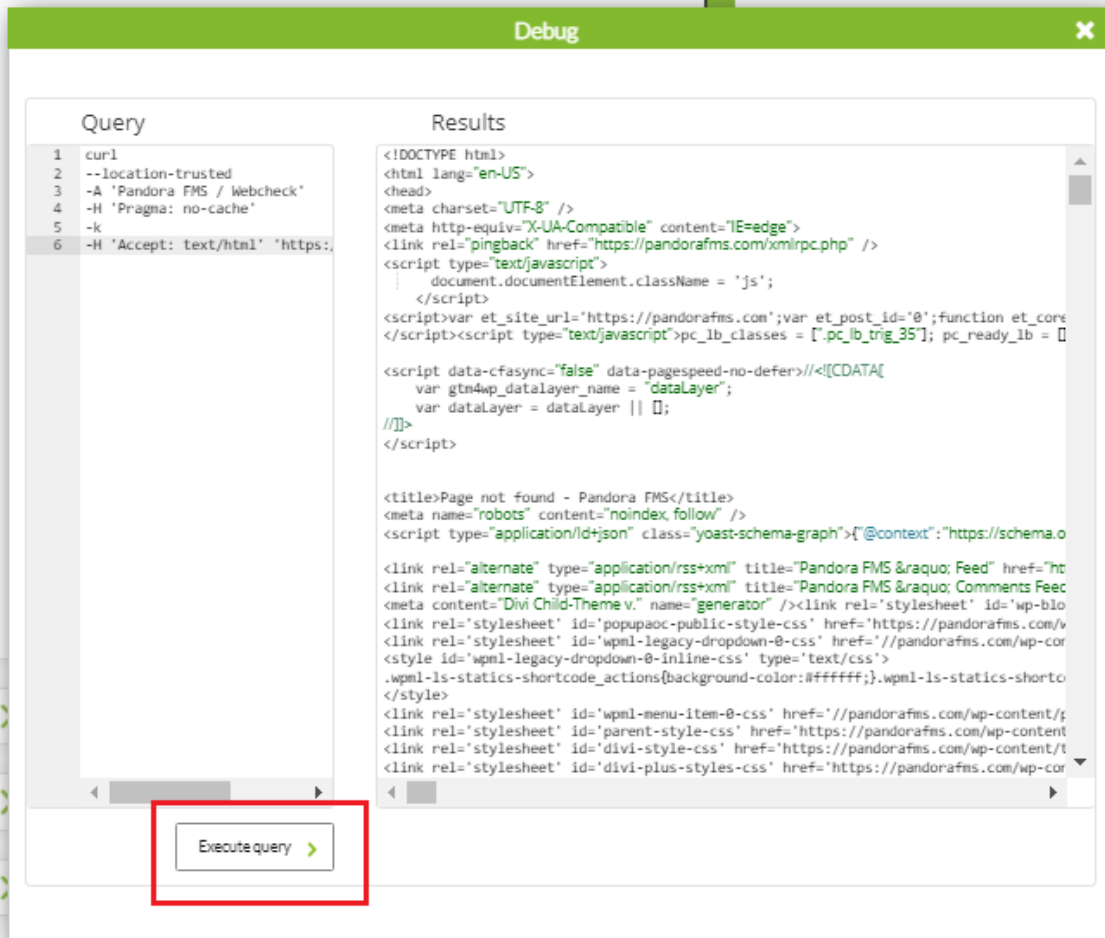 Debug
Query
Results
1 curl
2 --location-trusted
3 -A 'Pandora FMS / Webcheck'
4 -H 'Pragma: no-cache'
5 -k
6 -H 'Accept: text/html' 'https:/
<!DOCTYPE html>
<html lang="en-US">
<head>
<meta charset="UTF-8" />
<meta http-equiv="X-UA-Compatible" content="IE=edge">
<link rel="pingback" href="https://pandorafms.com/xmlrpc.php" />
<script type="text/javascript">
document.documentElement.className = 'js';
</script>
<script>var et_site_url='https://pandorafms.com';var et_post_id='0';function et_core
</script><script type="text/javascript">pc_lb_classes = [".pc_lb_trig_35"]; pc_ready_lb = []
<script data-cfasync="false" data-pagespeed-no-defer>//<![CDATA[
var gtm4wp_datalayer_name = "dataLayer";
var dataLayer = dataLayer || [];
//]]>
</script>
<title>Page not found - Pandora FMS</title>
<meta name="robots" content="noindex, follow" />
<script type="application/ld+json" class="yoast-schema-graph">{"@context":"https://schema.o
<link rel="alternate" type="application/rss+xml" title="Pandora FMS &raquo; Feed" href="ht
<link rel="alternate" type="application/rss+xml" title="Pandora FMS &raquo; Comments Feed
<meta content="Divi Child-Theme v." name="generator" /><link rel='stylesheet' id='wp-blo
<link rel='stylesheet' id='popupaoc-public-style-css' href='https://pandorafms.com/w
<link rel='stylesheet' id='wpml-legacy-dropdown-0-css' href='//pandorafms.com/wp-con
<style id='wpml-legacy-dropdown-0-inline-css' type='text/css'>
.wpml-ls-statics-shortcode_actions{background-color:#ffffff;}.wpml-ls-statics-shortc
</style>
<link rel='stylesheet' id='wpml-menu-item-0-css' href='//pandorafms.com/wp-content/p
<link rel='stylesheet' id='parent-style-css' href='https://pandorafms.com/wp-content
<link rel='stylesheet' id='divi-style-css' href='https://pandorafms.com/wp-content/t
<link rel='stylesheet' id='divi-plus-styles-css' href='https://pandorafms.com/wp-con
Execute query